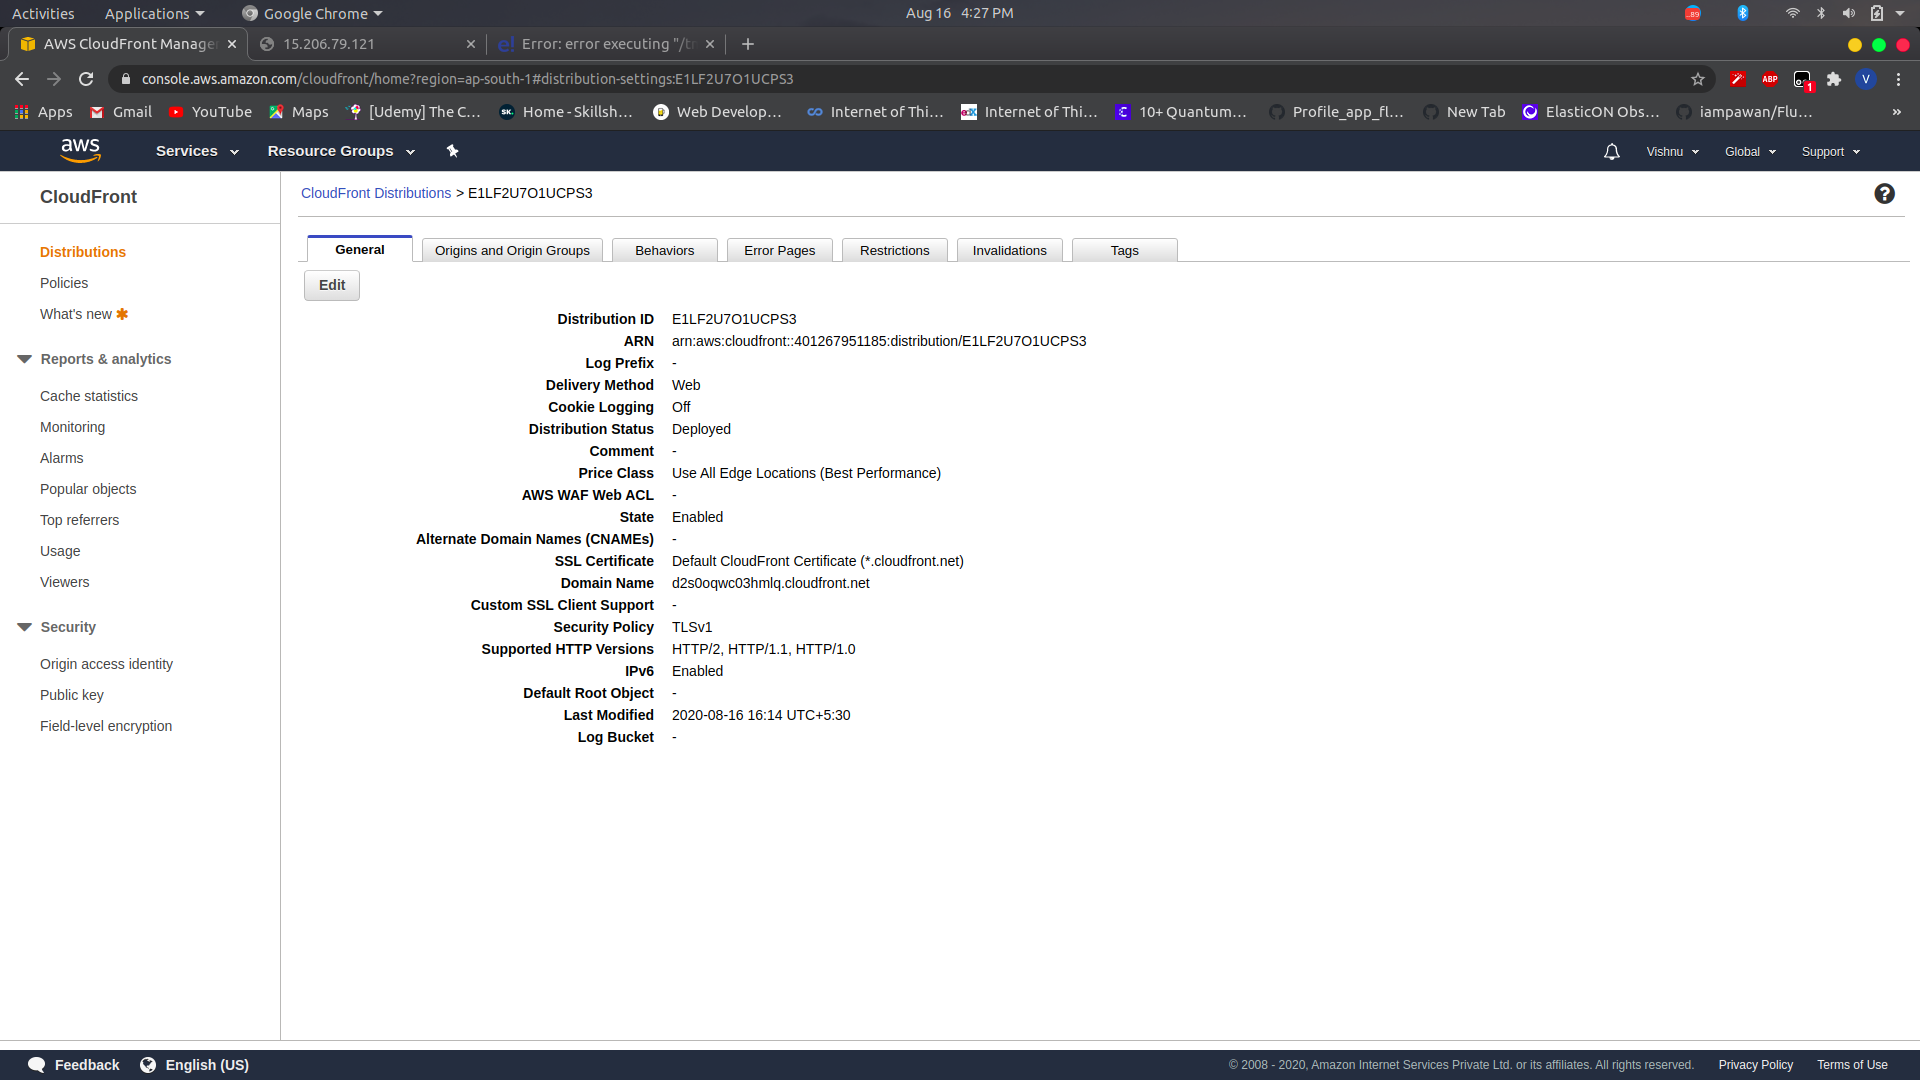 Activities Applications Google Chrome Aug 16 4:27 PM .89
AWS CloudFront Manager 15.206.79.121 e! Error: error executing "/tm
console.aws.amazon.com/cloudfront/home?region=ap-south-1#distribution-settings:E1LF2U7O1UCPS3 ABP 1 V
Apps Gmail YouTube Maps [Udemy] The C... SK. Home - Skillsh... Web Develop... Internet of Thi... edX Internet of Thi... 10+ Quantum... Profile_app_fl... New Tab ElasticON Obs... iampawan/Flu... »
aws Services Resource Groups Vishnu Global Support
CloudFront
Distributions
Policies
What's new
Reports & analytics
Cache statistics
Monitoring
Alarms
Popular objects
Top referrers
Usage
Viewers
Security
Origin access identity
Public key
Field-level encryption
CloudFront Distributions > E1LF2U7O1UCPS3
General Origins and Origin Groups Behaviors Error Pages Restrictions Invalidations Tags
Edit
Distribution ID E1LF2U7O1UCPS3
ARN arn:aws:cloudfront::401267951185:distribution/E1LF2U7O1UCPS3
Log Prefix -
Delivery Method Web
Cookie Logging Off
Distribution Status Deployed
Comment -
Price Class Use All Edge Locations (Best Performance)
AWS WAF Web ACL -
State Enabled
Alternate Domain Names (CNAMEs) -
SSL Certificate Default CloudFront Certificate (*.cloudfront.net)
Domain Name d2s0oqwc03hmlq.cloudfront.net
Custom SSL Client Support -
Security Policy TLSv1
Supported HTTP Versions HTTP/2, HTTP/1.1, HTTP/1.0
IPv6 Enabled
Default Root Object -
Last Modified 2020-08-16 16:14 UTC+5:30
Log Bucket -
Feedback English (US) © 2008 - 2020, Amazon Internet Services Private Ltd. or its affiliates. All rights reserved. Privacy Policy Terms of Use